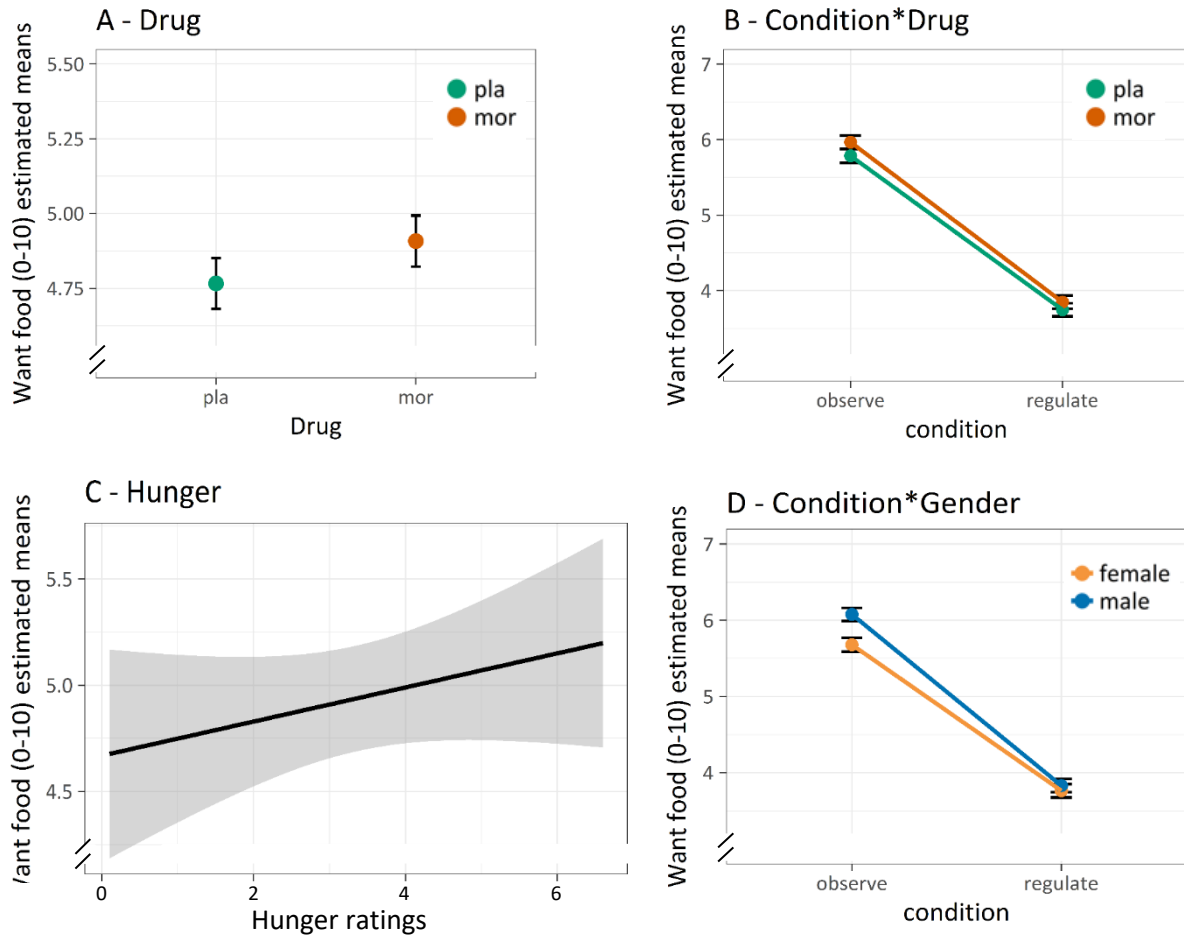 A - Drug
Want food (0-10) estimated means
5.50
5.25
5.00
4.75
pla
mor
pla
mor
Drug
B - Condition*Drug
Want food (0-10) estimated means
7
6
5
4
pla
mor
observe
regulate
condition
C - Hunger
ant food (0-10) estimated means
5.5
5.0
4.5
0
2
4
6
Hunger ratings
D - Condition*Gender
Want food (0-10) estimated means
7
6
5
4
female
male
observe
regulate
condition